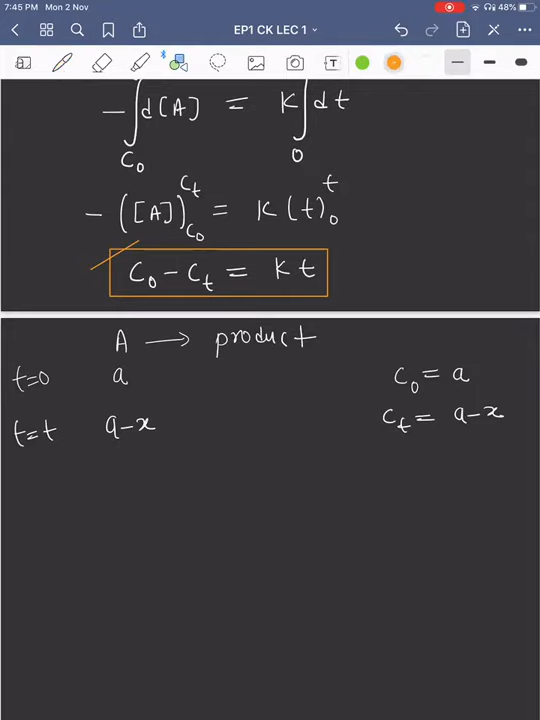 7:45 PM Mon 2 Nov 48%
EP1 CK LEC 1
T
- ∫d[A] = K ∫dt
C₀ 0
- ([A])
Cₜ
C₀ = K (t)
t
0
C₀ - Cₜ = Kt
A ⟶ product
t=0 a C₀ = a
t=t a-x Cₜ = a-x